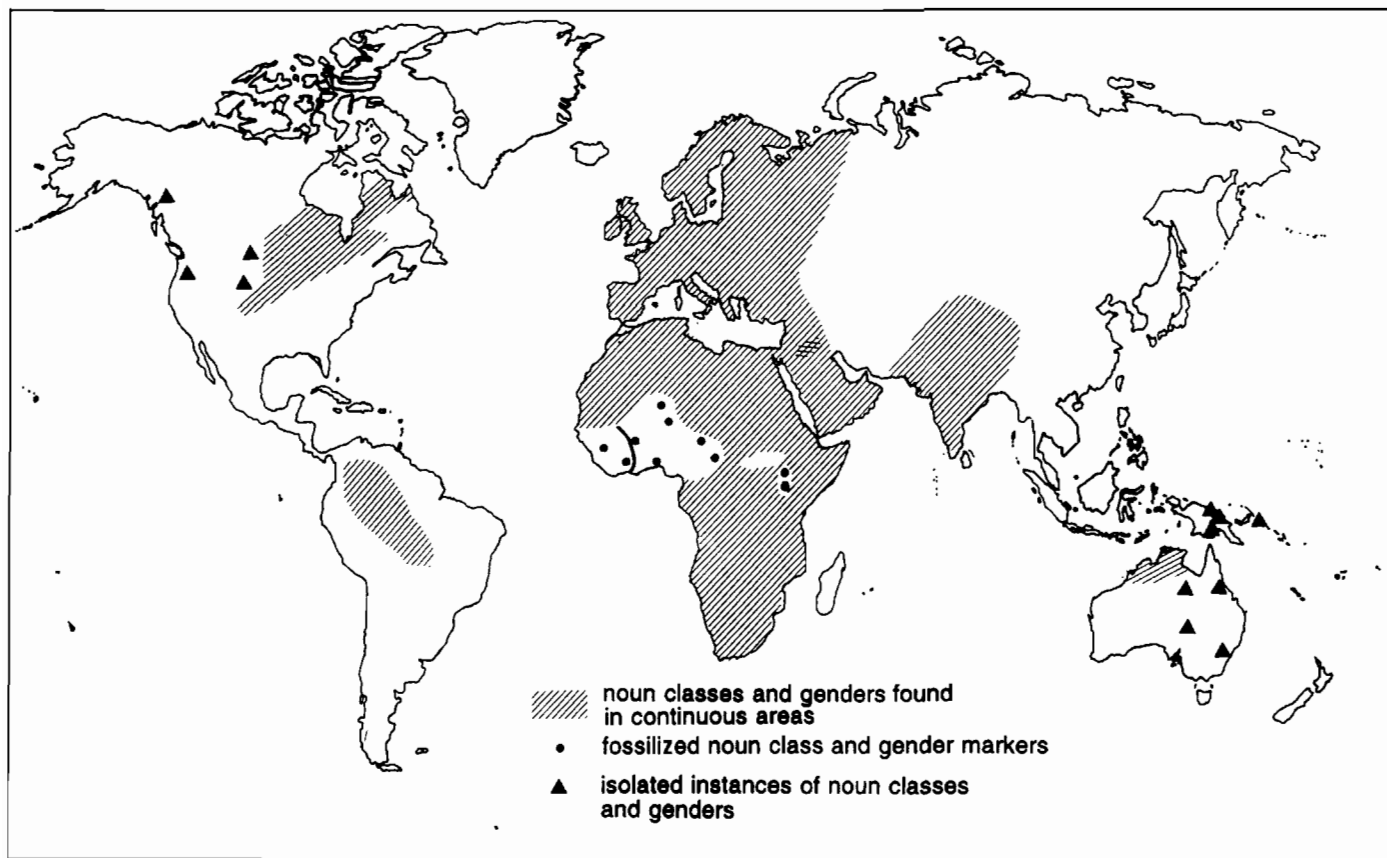 noun classes and genders found
in continuous areas
fossilized noun class and gender markers
isolated instances of noun classes
and genders